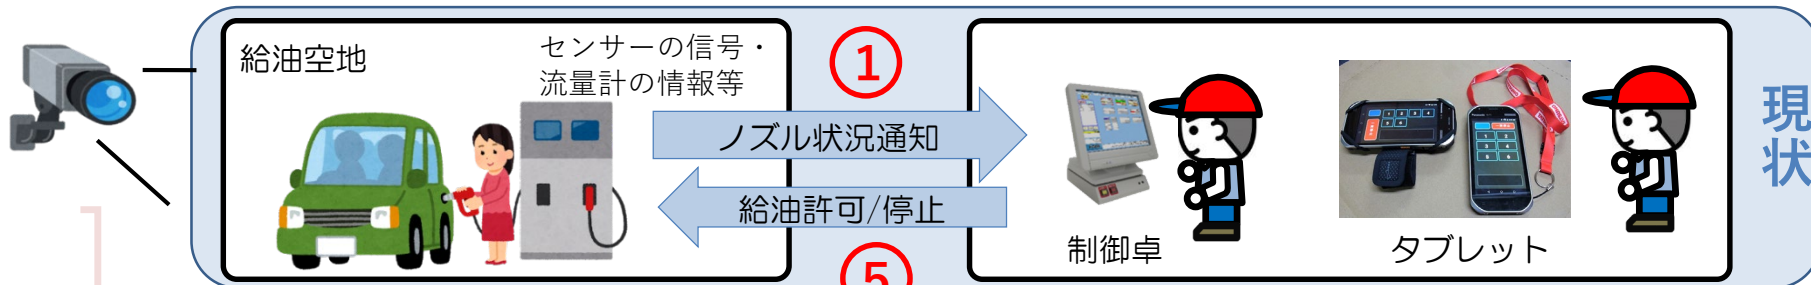 給油空地
センサーの信号・
流量計の情報等
①
ノズル状況通知
給油許可/停止
⑤
制御卓
タブレット
現状